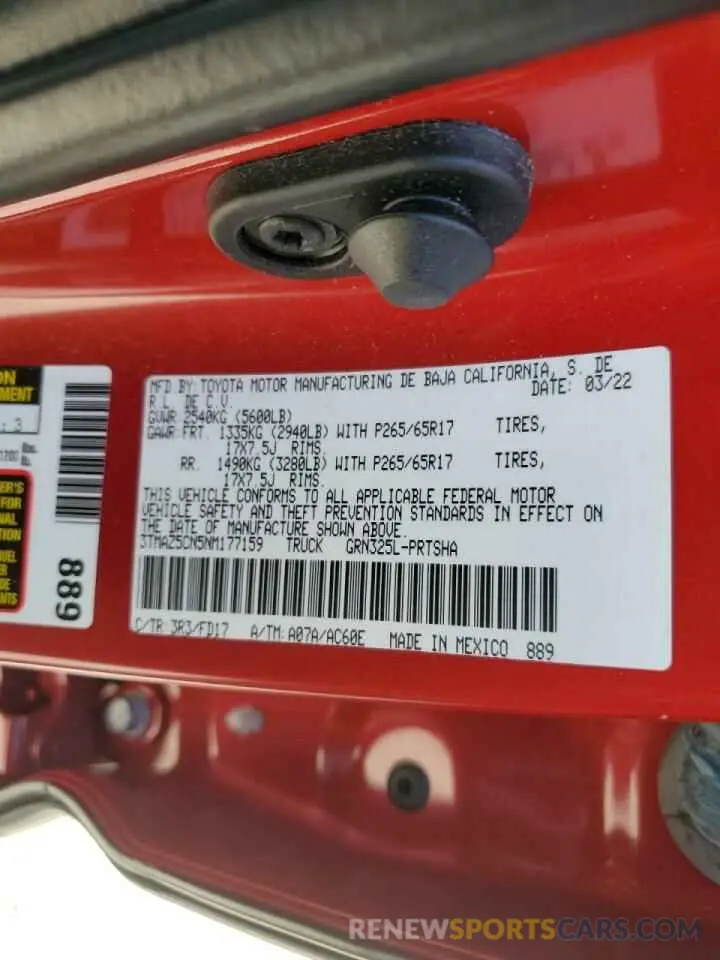 MFD BY: TOYOTA MOTOR MANUFACTURING DE BAJA CALIFORNIA, S. DE
R.L. DE C.V. DATE: 03/22
GVWR 2540KG (5600LB)
GAWR FRT. 1335KG (2940LB) WITH P265/65R17 TIRES,
17X7.5J RIMS.
RR. 1490KG (3280LB) WITH P265/65R17 TIRES,
17X7.5J RIMS.
THIS VEHICLE CONFORMS TO ALL APPLICABLE FEDERAL MOTOR
VEHICLE SAFETY AND THEFT PREVENTION STANDARDS IN EFFECT ON
THE DATE OF MANUFACTURE SHOWN ABOVE.
3TMAZ5CN5NM177159 TRUCK GRN325L-PRTSHA
C/TR: 3R3/FD17 A/TM: A07A/AC60E MADE IN MEXICO 889
889
RENEWSPORTSCARS.COM